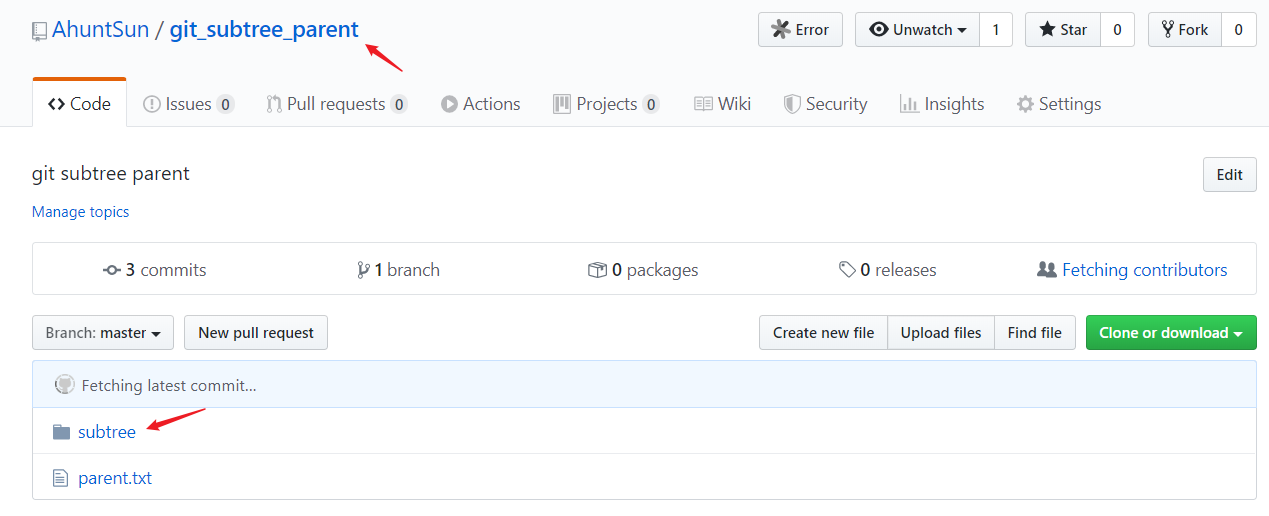 AhuntSun / git_subtree_parent Error Unwatch 1 Star 0 Fork 0
Code Issues 0 Pull requests 0 Actions Projects 0 Wiki Security Insights Settings
git subtree parent Edit
Manage topics
3 commits 1 branch 0 packages 0 releases Fetching contributors
Branch: master New pull request Create new file Upload files Find file Clone or download
Fetching latest commit...
subtree
parent.txt